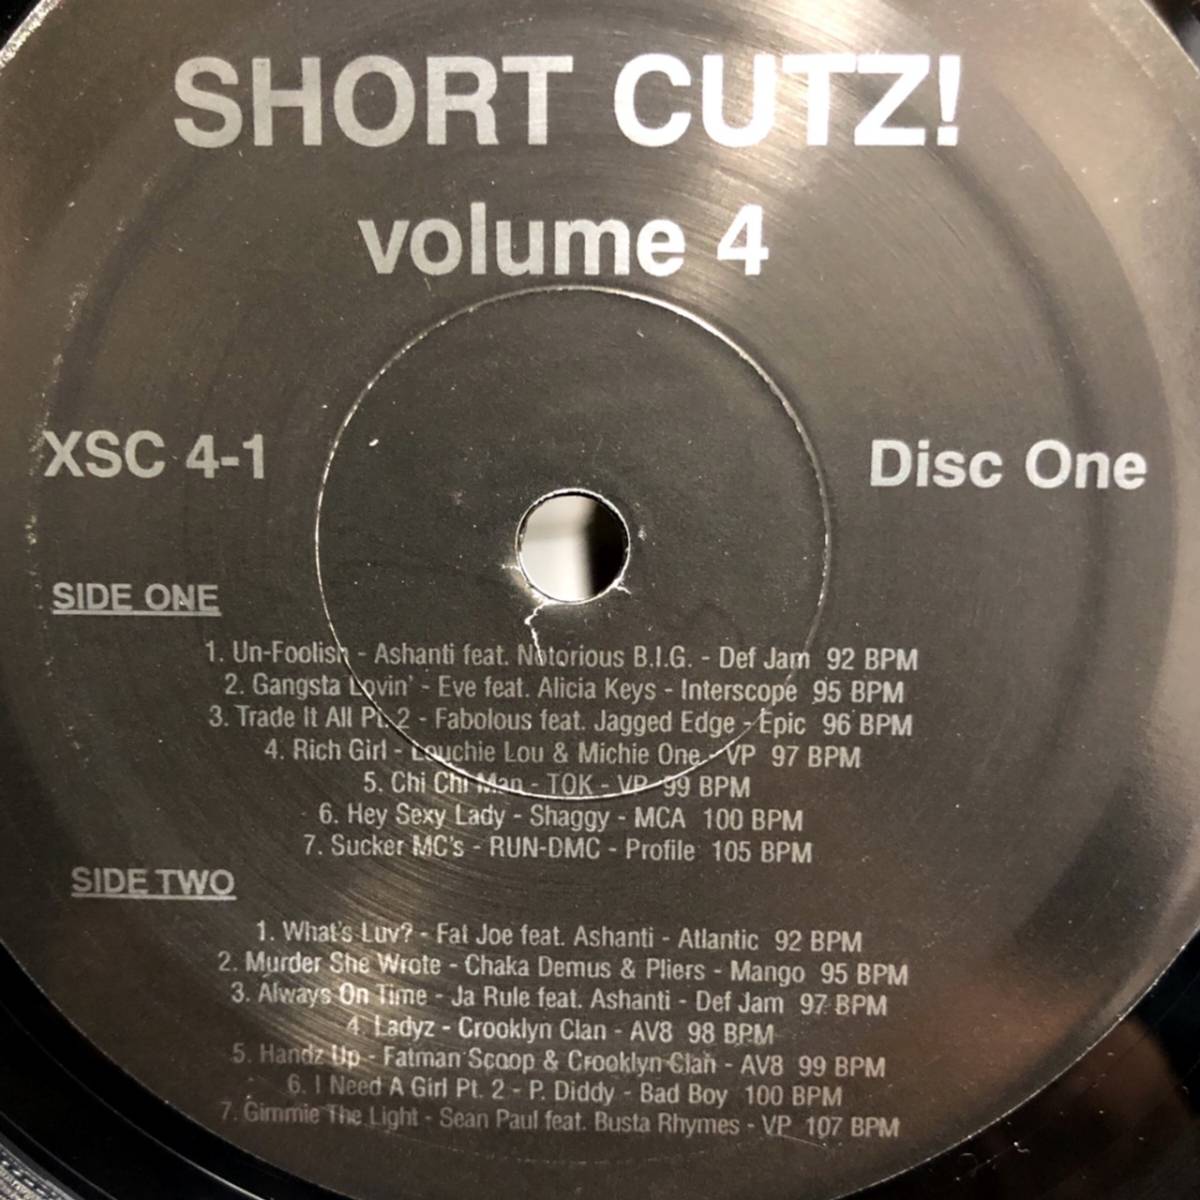 SHORT CUTZ!
volume 4
XSC 4-1
Disc One
SIDE ONE
1. Un-Foolish - Ashanti feat. Notorious B.I.G. - Def Jam 92 BPM
2. Gangsta Lovin' - Eve feat. Alicia Keys - Interscope 95 BPM
3. Trade It All Pt. 2 - Fabolous feat. Jagged Edge - Epic 96 BPM
4. Rich Girl - Louchie Lou & Michie One - VP 97 BPM
5. Chi Chi Man - TOK - VP 99 BPM
6. Hey Sexy Lady - Shaggy - MCA 100 BPM
7. Sucker MC's - RUN-DMC - Profile 105 BPM
SIDE TWO
1. What's Luv? - Fat Joe feat. Ashanti - Atlantic 92 BPM
2. Murder She Wrote - Chaka Demus & Pliers - Mango 95 BPM
3. Always On Time - Ja Rule feat. Ashanti - Def Jam 97 BPM
4. Ladyz - Crooklyn Clan - AV8 98 BPM
5. Handz Up - Fatman Scoop & Crooklyn Clan - AV8 99 BPM
6. I Need A Girl Pt. 2 - P. Diddy - Bad Boy 100 BPM
7. Gimmie The Light - Sean Paul feat. Busta Rhymes - VP 107 BPM